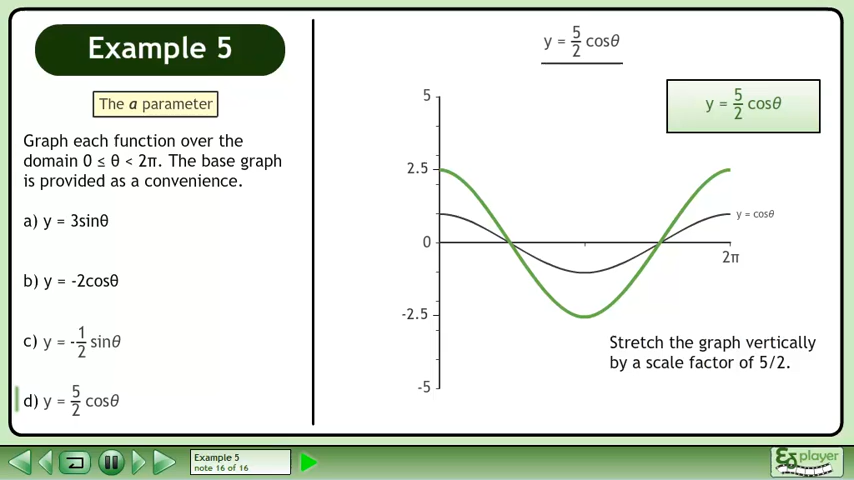 Example 5
The a parameter
Graph each function over the
domain 0 ≤ θ < 2π. The base graph
is provided as a convenience.
a) y = 3sinθ
b) y = -2cosθ
c) y = -1/2 sinθ
d) y = 5/2 cosθ
y = 5/2 cosθ
y = 5/2 cosθ
5
2.5
0
-2.5
-5
y = cosθ
2π
Stretch the graph vertically
by a scale factor of 5/2.
Example 5
note 16 of 16
player